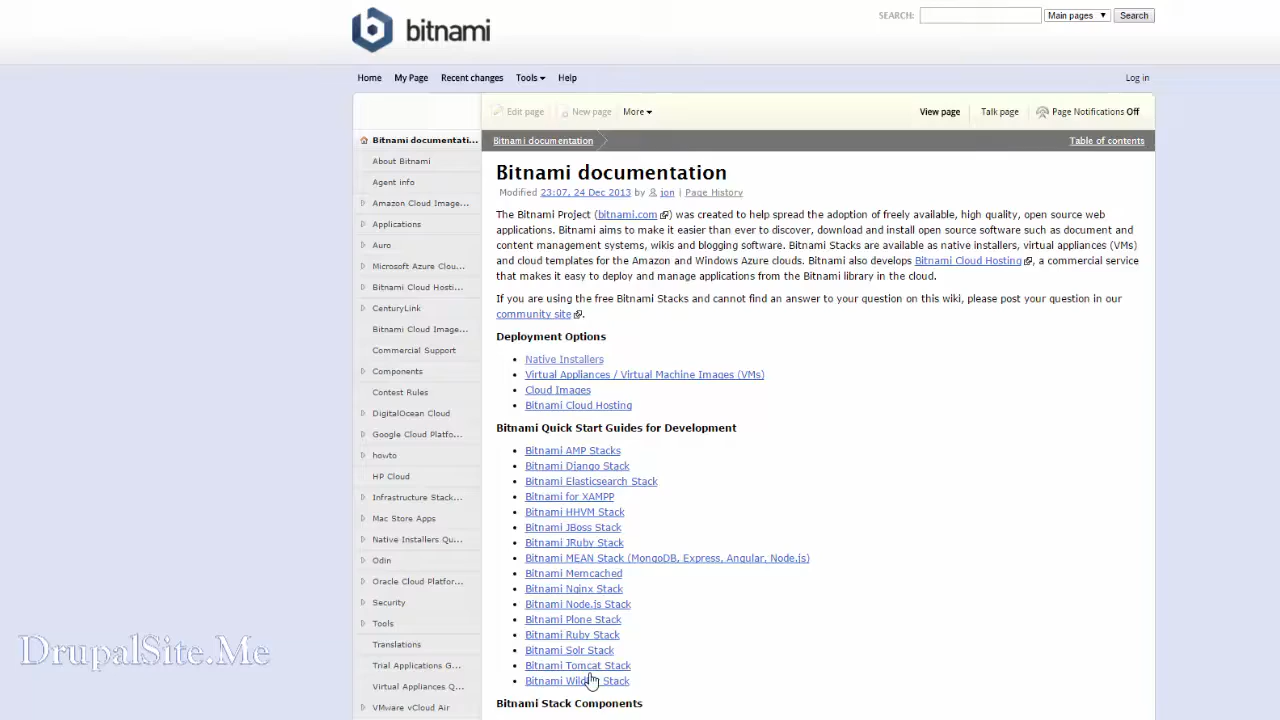 bitnami
SEARCH: Main pages Search
Home My Page Recent changes Tools Help Log in
Edit page New page More View page Talk page Page Notifications Off
Bitnami documentati...
About Bitnami
Agent info
Amazon Cloud Image...
Applications
Auro
Microsoft Azure Clou...
Bitnami Cloud Hosti...
CenturyLink
Bitnami Cloud Image...
Commercial Support
Components
Contest Rules
DigitalOcean Cloud
Google Cloud Platfo...
howto
HP Cloud
Infrastructure Stack...
Mac Store Apps
Native Installers Qu...
Odin
Oracle Cloud Platfor...
Security
Tools
Translations
Trial Applications G...
Virtual Appliances Q...
VMware vCloud Air
Bitnami documentation Table of contents
Bitnami documentation
Modified 23:07, 24 Dec 2013 by jon | Page History
The Bitnami Project (bitnami.com) was created to help spread the adoption of freely available, high quality, open source web
applications. Bitnami aims to make it easier than ever to discover, download and install open source software such as document and
content management systems, wikis and blogging software. Bitnami Stacks are available as native installers, virtual appliances (VMs)
and cloud templates for the Amazon and Windows Azure clouds. Bitnami also develops Bitnami Cloud Hosting, a commercial service
that makes it easy to deploy and manage applications from the Bitnami library in the cloud.
If you are using the free Bitnami Stacks and cannot find an answer to your question on this wiki, please post your question in our
community site.
Deployment Options
Native Installers
Virtual Appliances / Virtual Machine Images (VMs)
Cloud Images
Bitnami Cloud Hosting
Bitnami Quick Start Guides for Development
Bitnami AMP Stacks
Bitnami Django Stack
Bitnami Elasticsearch Stack
Bitnami for XAMPP
Bitnami HHVM Stack
Bitnami JBoss Stack
Bitnami JRuby Stack
Bitnami MEAN Stack (MongoDB, Express, Angular, Node.js)
Bitnami Memcached
Bitnami Nginx Stack
Bitnami Node.js Stack
Bitnami Plone Stack
Bitnami Ruby Stack
Bitnami Solr Stack
Bitnami Tomcat Stack
Bitnami Stack
Bitnami Stack Components
DrupalSite.Me